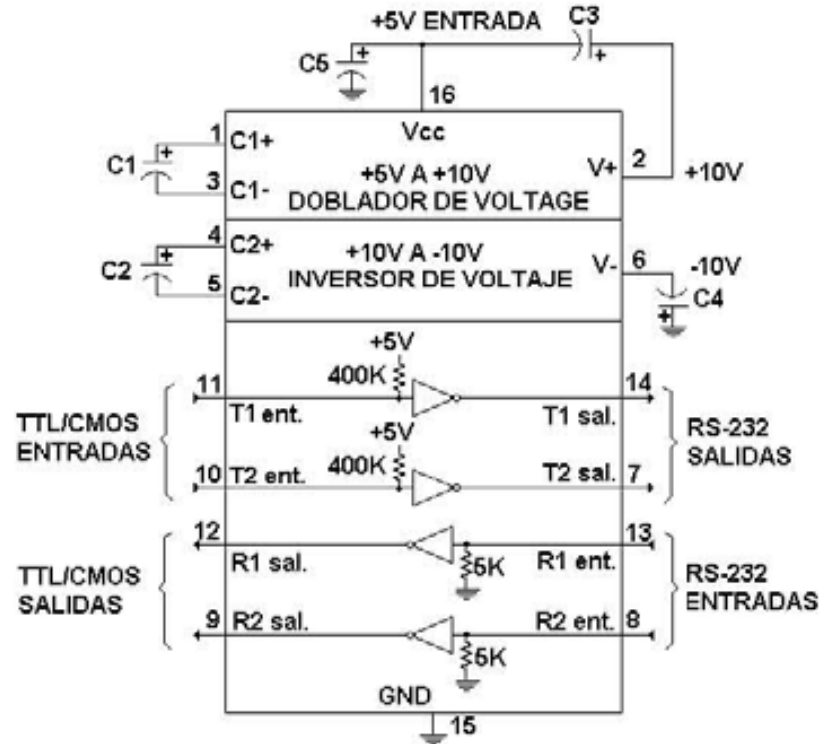 +5V ENTRADA
C3
+
C5
+
16
Vcc
1
C1+
C1
+
3
C1-
+5V A +10V
DOBLADOR DE VOLTAGE
V+
2
+10V
4
C2+
C2
+
5
C2-
+10V A -10V
INVERSOR DE VOLTAJE
V-
6
-10V
C4
+
TTL/CMOS
ENTRADAS
11
T1 ent.
+5V
400K
14
T1 sal.
10
T2 ent.
+5V
400K
T2 sal.
7
RS-232
SALIDAS
TTL/CMOS
SALIDAS
12
R1 sal.
5K
R1 ent.
13
9
R2 sal.
5K
R2 ent.
8
RS-232
ENTRADAS
GND
15